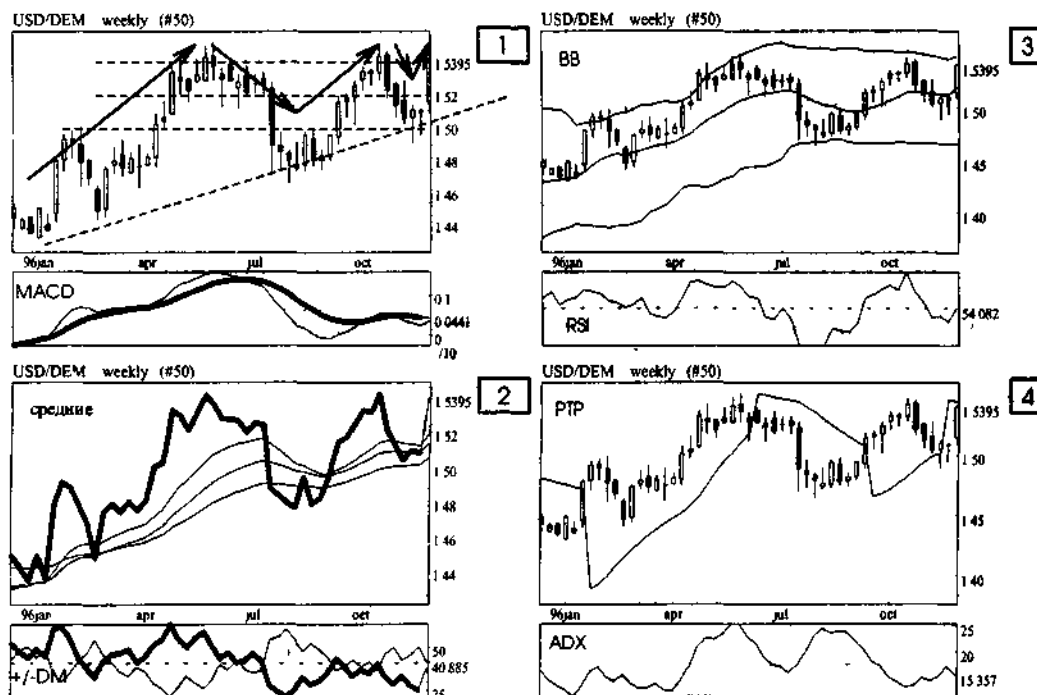 USD/DEM weekly (#50)
1
1 5395
1 52
1 50
1 48
1 46
1 44
96jan apr jul oct
MACD
0.1
0 0441
0
/10
USD/DEM weekly (#50)
2
средние
1 5395
1 52
1 50
1 48
1 46
1 44
96jan apr jul oct
+/-DM
50
40 885
25
USD/DEM weekly (#50)
3
BB
1 5395
1 50
1 45
1 40
96jan apr jul oct
RSI
54 082
USD/DEM weekly (#50)
4
PTP
1 5395
1 50
1 45
1 40
96jan apr jul oct
ADX
25
20
15 357